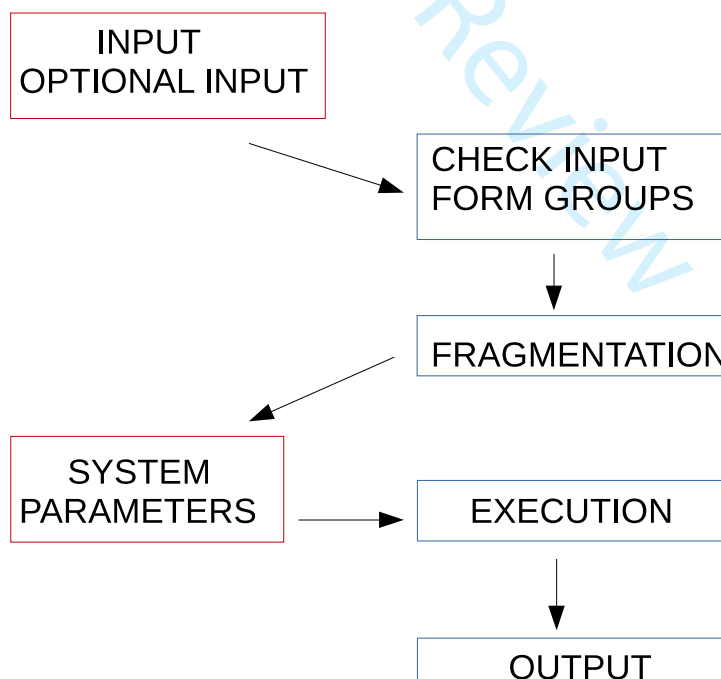 INPUT
OPTIONAL INPUT
Review
CHECK INPUT
FORM GROUPS
FRAGMENTATION
SYSTEM
PARAMETERS
EXECUTION
OUTPUT